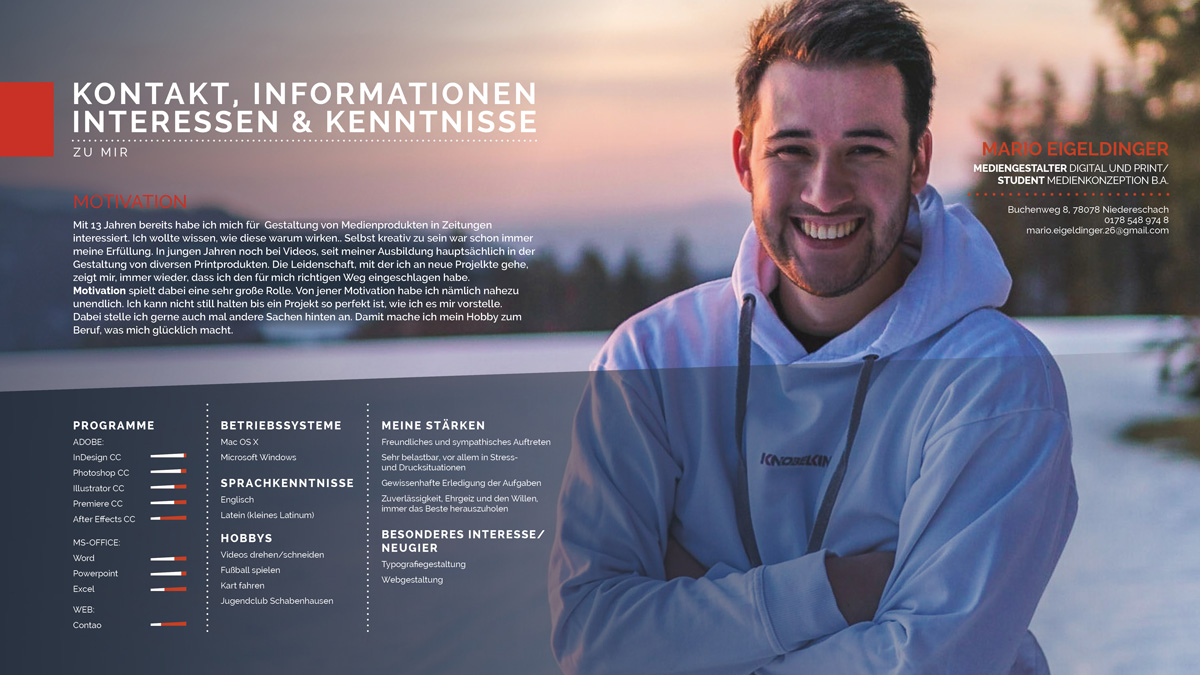 KONTAKT, INFORMATIONEN
INTERESSEN & KENNTNISSE
ZU MIR
MOTIVATION
Mit 13 Jahren bereits habe ich mich für Gestaltung von Medienprodukten in Zeitungen
interessiert. Ich wollte wissen, wie diese warum wirken.. Selbst kreativ zu sein war schon immer
meine Erfüllung. In jungen Jahren noch bei Videos, seit meiner Ausbildung hauptsächlich in der
Gestaltung von diversen Printprodukten. Die Leidenschaft, mit der ich an neue Projelkte gehe,
zeigt mir, immer wieder, dass ich den für mich richtigen Weg eingeschlagen habe.
Motivation spielt dabei eine sehr große Rolle. Von jener Motivation habe ich nämlich nahezu
unendlich. Ich kann nicht still halten bis ein Projekt so perfekt ist, wie ich es mir vorstelle.
Dabei stelle ich gerne auch mal andere Sachen hinten an. Damit mache ich mein Hobby zum
Beruf, was mich glücklich macht.
MARIO EIGELDINGER
MEDIENGESTALTER DIGITAL UND PRINT/
STUDENT MEDIENKONZEPTION B.A.
Buchenweg 8, 78078 Niedereschach
0178 548 974 8
mario.eigeldinger.26@gmail.com
PROGRAMME
ADOBE:
InDesign CC
Photoshop CC
Illustrator CC
Premiere CC
After Effects CC
MS-OFFICE:
Word
Powerpoint
Excel
WEB:
Contao
BETRIEBSSYSTEME
Mac OS X
Microsoft Windows
SPRACHKENNTNISSE
Englisch
Latein (kleines Latinum)
HOBBYS
Videos drehen/schneiden
Fußball spielen
Kart fahren
Jugendclub Schabenhausen
MEINE STÄRKEN
Freundliches und sympathisches Auftreten
Sehr belastbar, vor allem in Stress-
und Drucksituationen
Gewissenhafte Erledigung der Aufgaben
Zuverlässigkeit, Ehrgeiz und den Willen,
immer das Beste herauszuholen
BESONDERES INTERESSE/
NEUGIER
Typografiegestaltung
Webgestaltung
KNOBELKIN